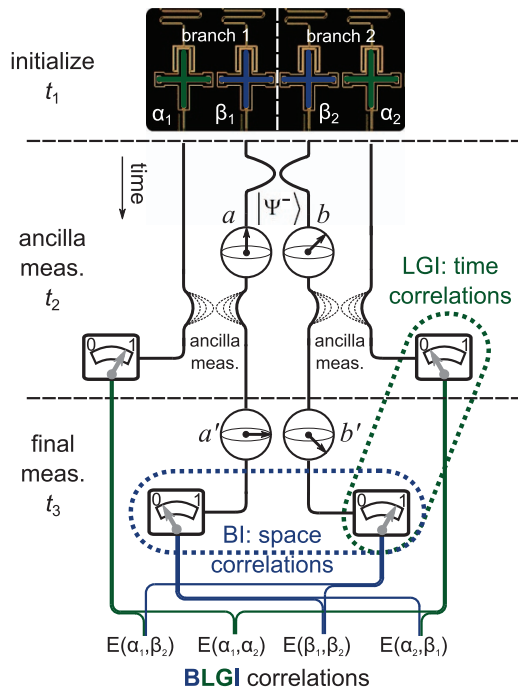 initialize
t₁
branch 1 branch 2
α₁ β₁ β₂ α₂
time
|Ψ⁻⟩
a b
ancilla
meas.
t₂
ancilla
meas.
ancilla
meas.
LGI: time
correlations
0 1
0 1
a′ b′
final
meas.
t₃
0 1
0 1
BI: space
correlations
E(α₁,β₂) E(α₁,α₂) E(β₁,β₂) E(α₂,β₁)
BLGI correlations